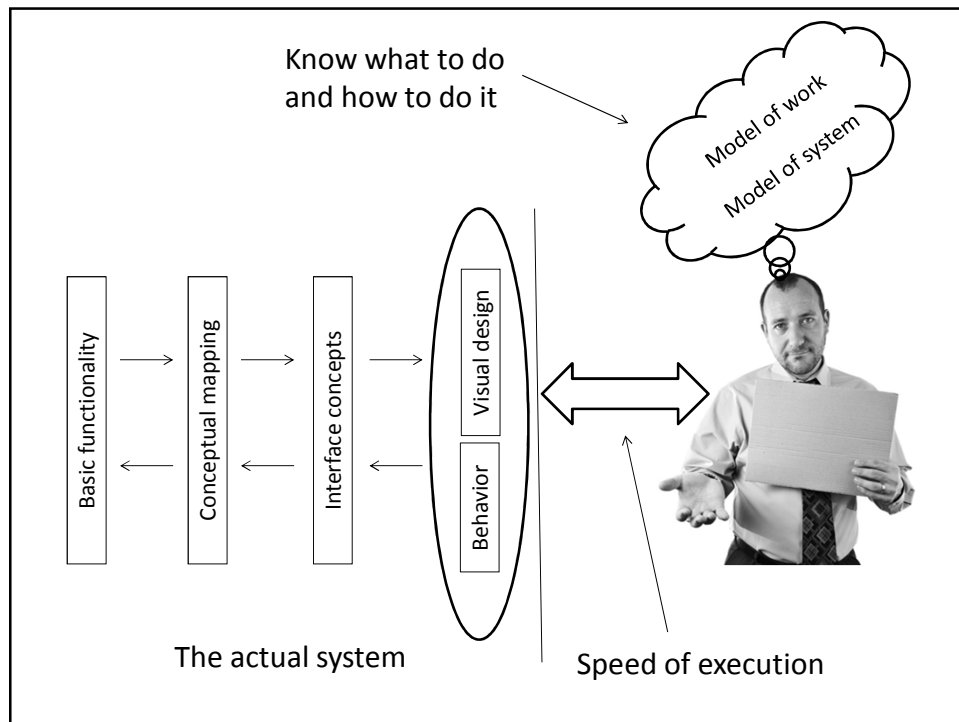 Know what to do
and how to do it
Model of work
Model of system
Basic functionality
Conceptual mapping
Interface concepts
Visual design
Behavior
The actual system
Speed of execution